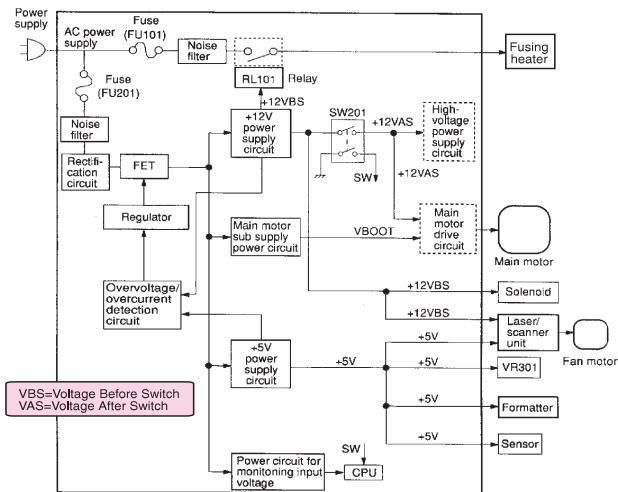 Power
supply
AC power
supply
Fuse
(FU101)
Noise
filter
Fusing
heater
Fuse
(FU201)
RL101
Relay
+12VBS
Noise
filter
+12V
power
supply
circuit
SW201
+12VAS
High-
voltage
power
supply
circuit
Rectifi-
cation
circuit
FET
SW
+12VAS
Regulator
Main motor
sub supply
power circuit
VBOOT
Main
motor
drive
circuit
Main motor
Overvoltage/
overcurrent
detection
circuit
+12VBS
Solenoid
+12VBS
Laser/
scanner
unit
Fan motor
+5V
+5V
power
supply
circuit
+5V
+5V
VR301
VBS=Voltage Before Switch
VAS=Voltage After Switch
+5V
Formatter
+5V
Sensor
SW
Power circuit for
monitoning input
voltage
CPU